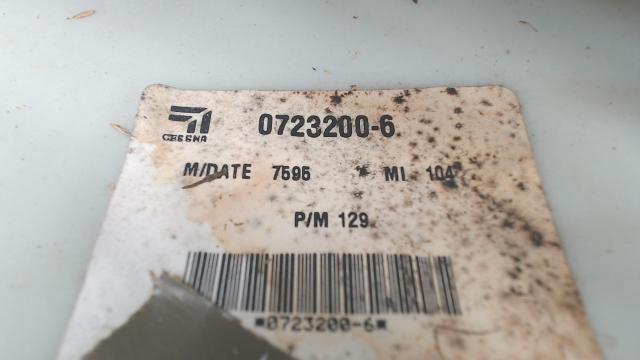 CESSNA
0723200-6
M/DATE 7595 MI 104
P/M 129
*0723200-6*